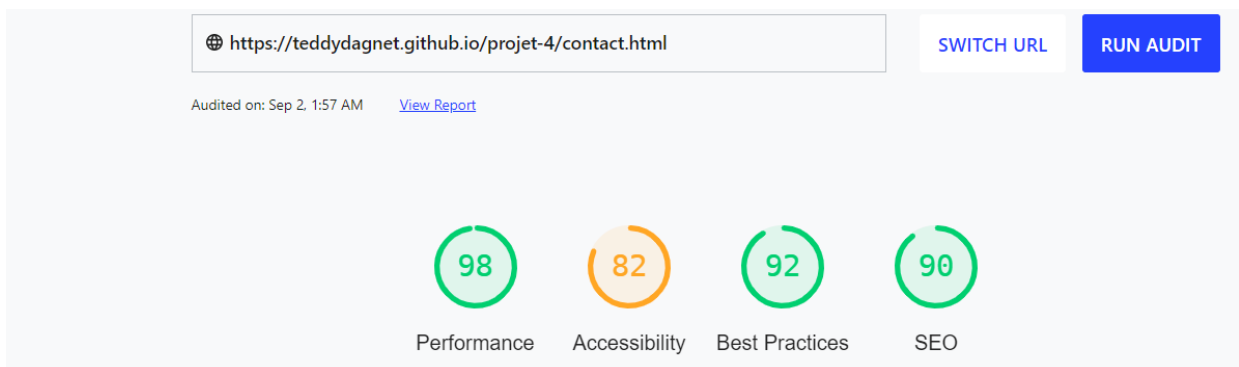 https://teddydagnet.github.io/projet-4/contact.html SWITCH URL RUN AUDIT
Audited on: Sep 2, 1:57 AM View Report
98 82 92 90
Performance Accessibility Best Practices SEO